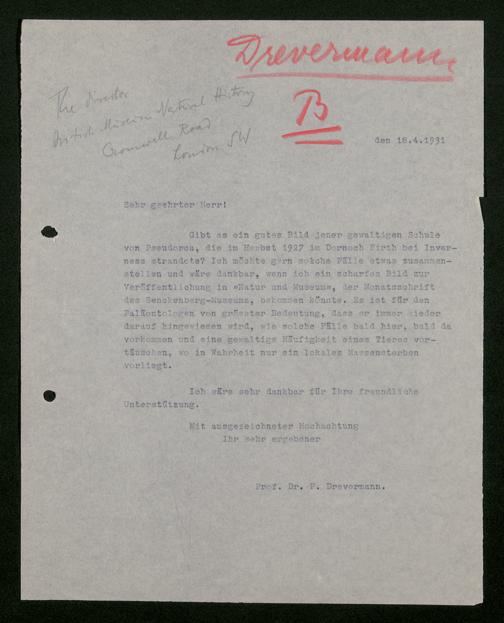 Drevermann
B
The director
British Museum Natural History
Cromwell Road
London SW
den 18.4.1931
Sehr geehrter Herr!
Gibt es ein gutes Bild jener gewaltigen Schule
von Pseudorca, die im Herbst 1927 im Dornoch Firth bei Inver-
ness strandete? Ich möchte gern solche Fälle etwas zusammen-
stellen und wäre dankbar, wenn ich ein scharfes Bild zur
Veröffentlichung in »Natur und Museum«, der Monatsschrift
des Senckenberg-Museums, bekommen könnte. Es ist für den
Paläontologen von grösster Bedeutung, dass er immer wieder
darauf hingewiesen wird, wie solche Fälle bald hier, bald da
vorkommen und eine gewaltige Häufigkeit eines Tieres vor-
täuschen, wo in Wahrheit nur ein lokales Massensterben
vorliegt.
Ich wäre sehr dankbar für Ihre freundliche
Unterstützung.
Mit ausgezeichneter Hochachtung
Ihr sehr ergebener
Prof. Dr. F. Drevermann.